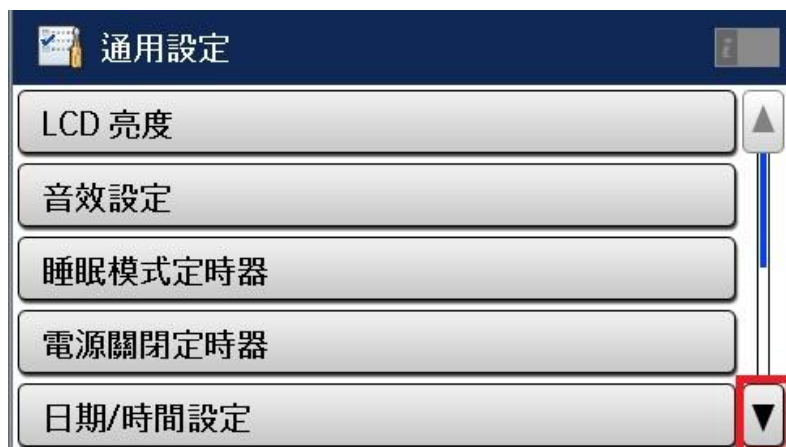 通用設定
i
LCD 亮度
音效設定
睡眠模式定時器
電源關閉定時器
日期/時間設定